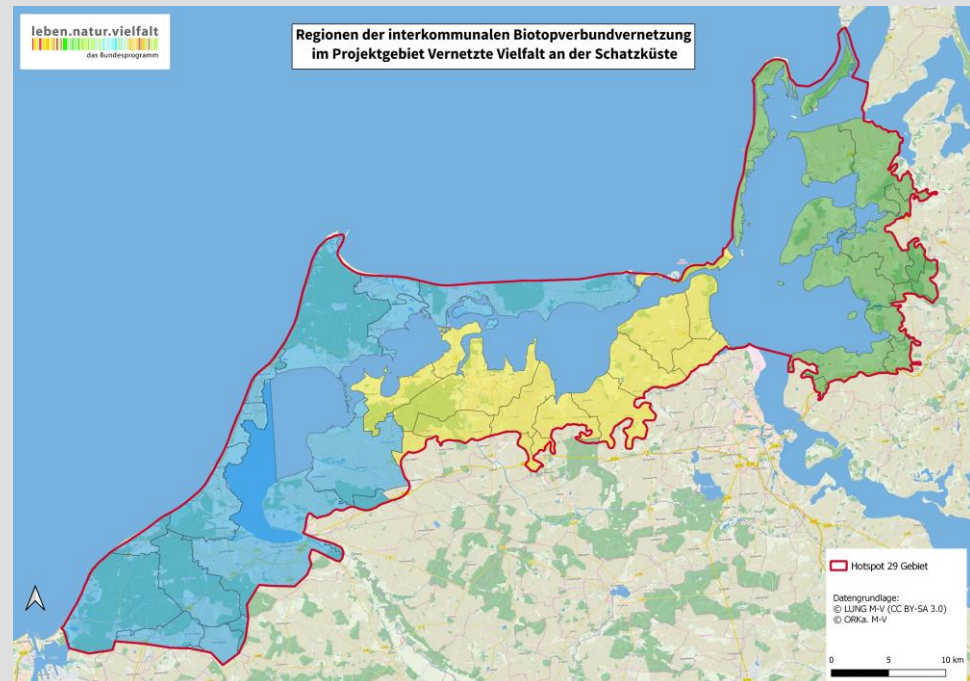 leben.natur.vielfalt
das Bundesprogramm
Regionen der interkommunalen Biotopverbundvernetzung
im Projektgebiet Vernetzte Vielfalt an der Schatzküste
Hotspot 29 Gebiet
Datengrundlage:
© LUNG M-V (CC BY-SA 3.0)
© ORKa. M-V
0 5 10 km